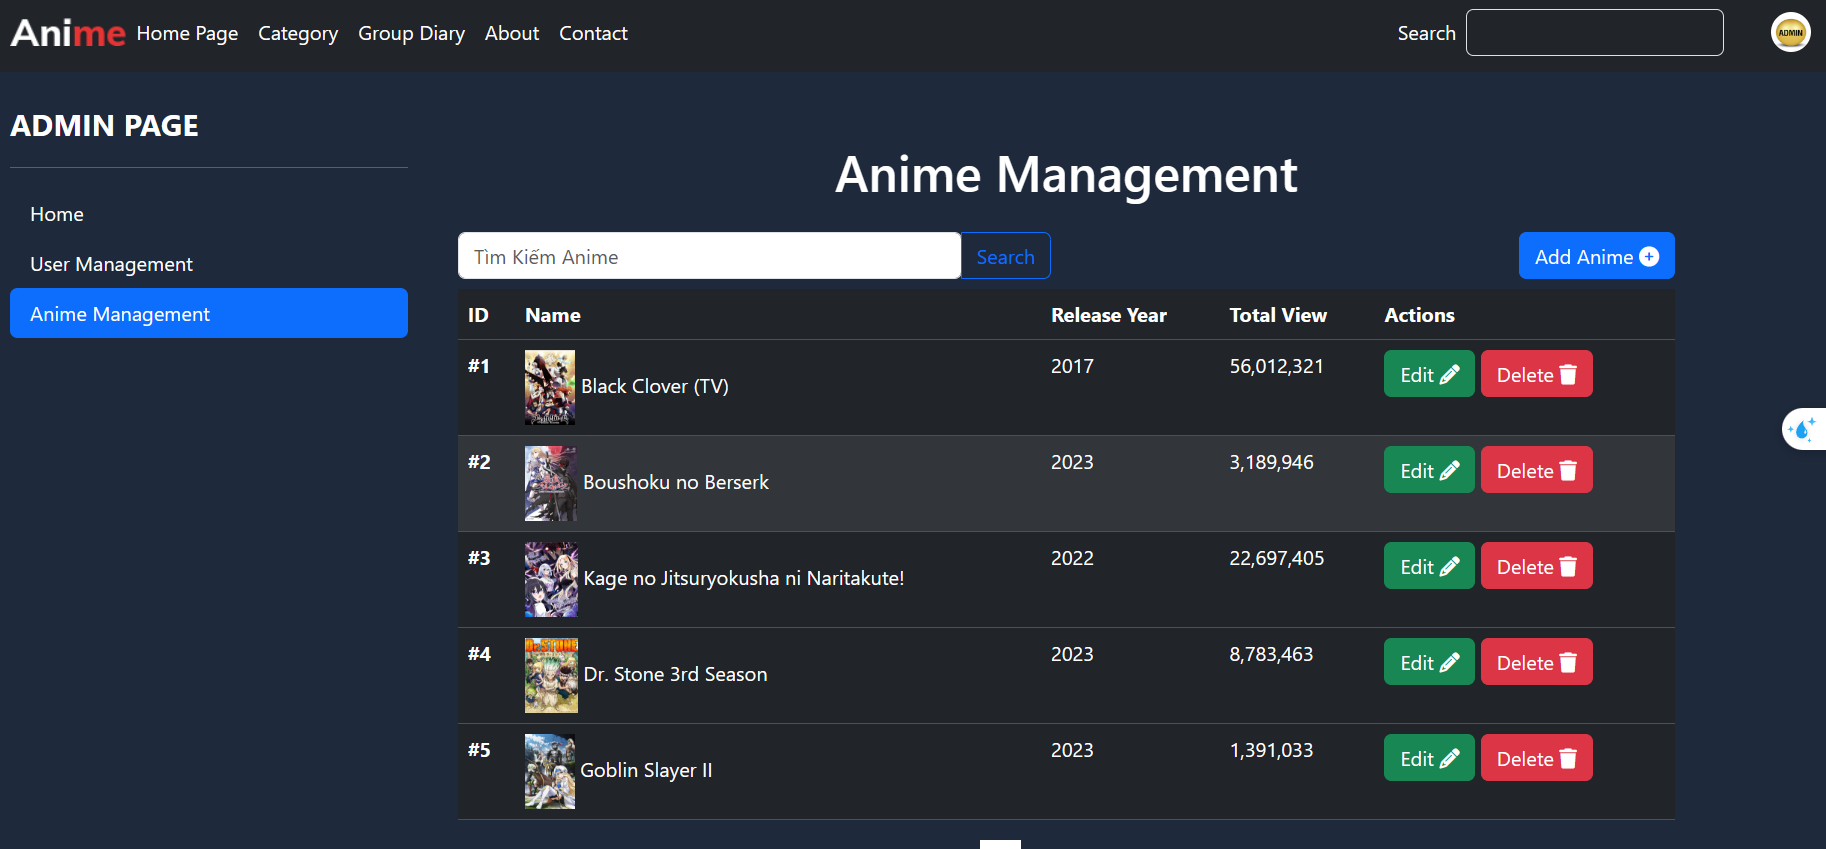 Anime Home Page Category Group Diary About Contact Search ADMIN
ADMIN PAGE
Home
User Management
Anime Management
Anime Management
Tìm Kiếm Anime Search Add Anime
ID Name Release Year Total View Actions
#1 Black Clover (TV) 2017 56,012,321 Edit Delete
#2 Boushoku no Berserk 2023 3,189,946 Edit Delete
#3 Kage no Jitsuryokusha ni Naritakute! 2022 22,697,405 Edit Delete
Dr.STONE
#4 Dr. Stone 3rd Season 2023 8,783,463 Edit Delete
#5 Goblin Slayer II 2023 1,391,033 Edit Delete